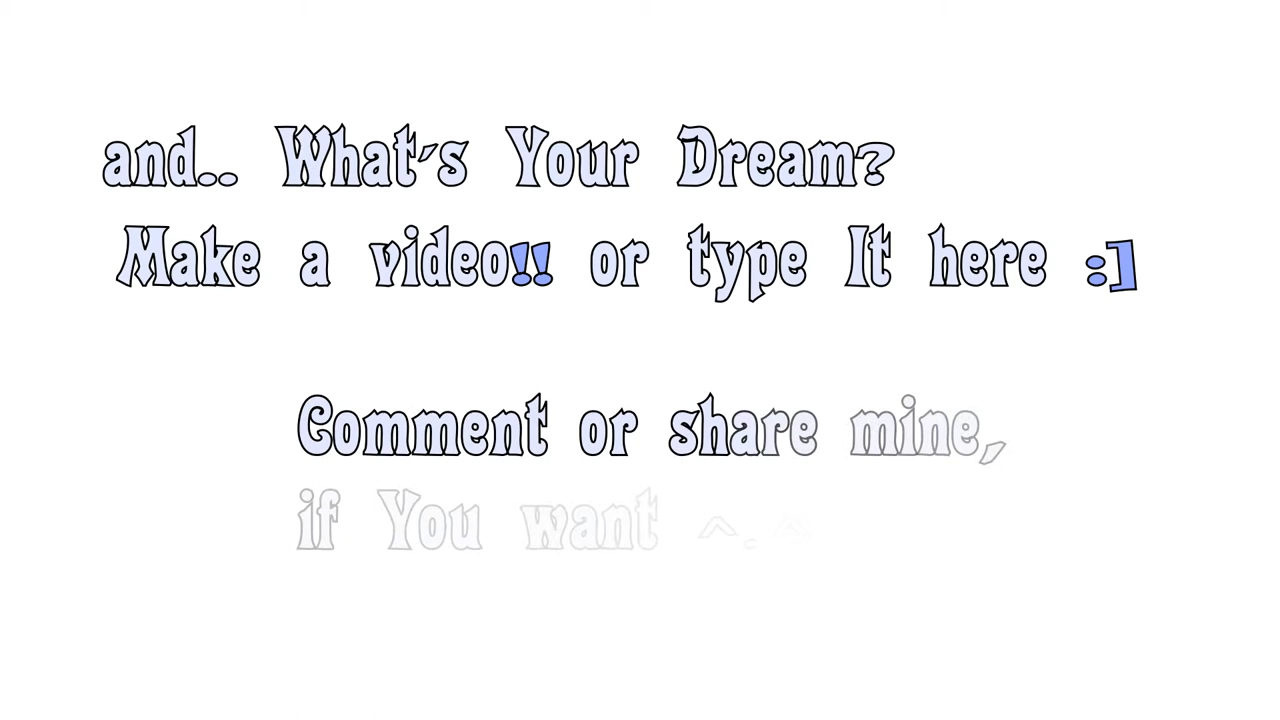 and.. What's Your Dream?
Make a video!! or type It here :]
Comment or share mine,
if You want ^.^